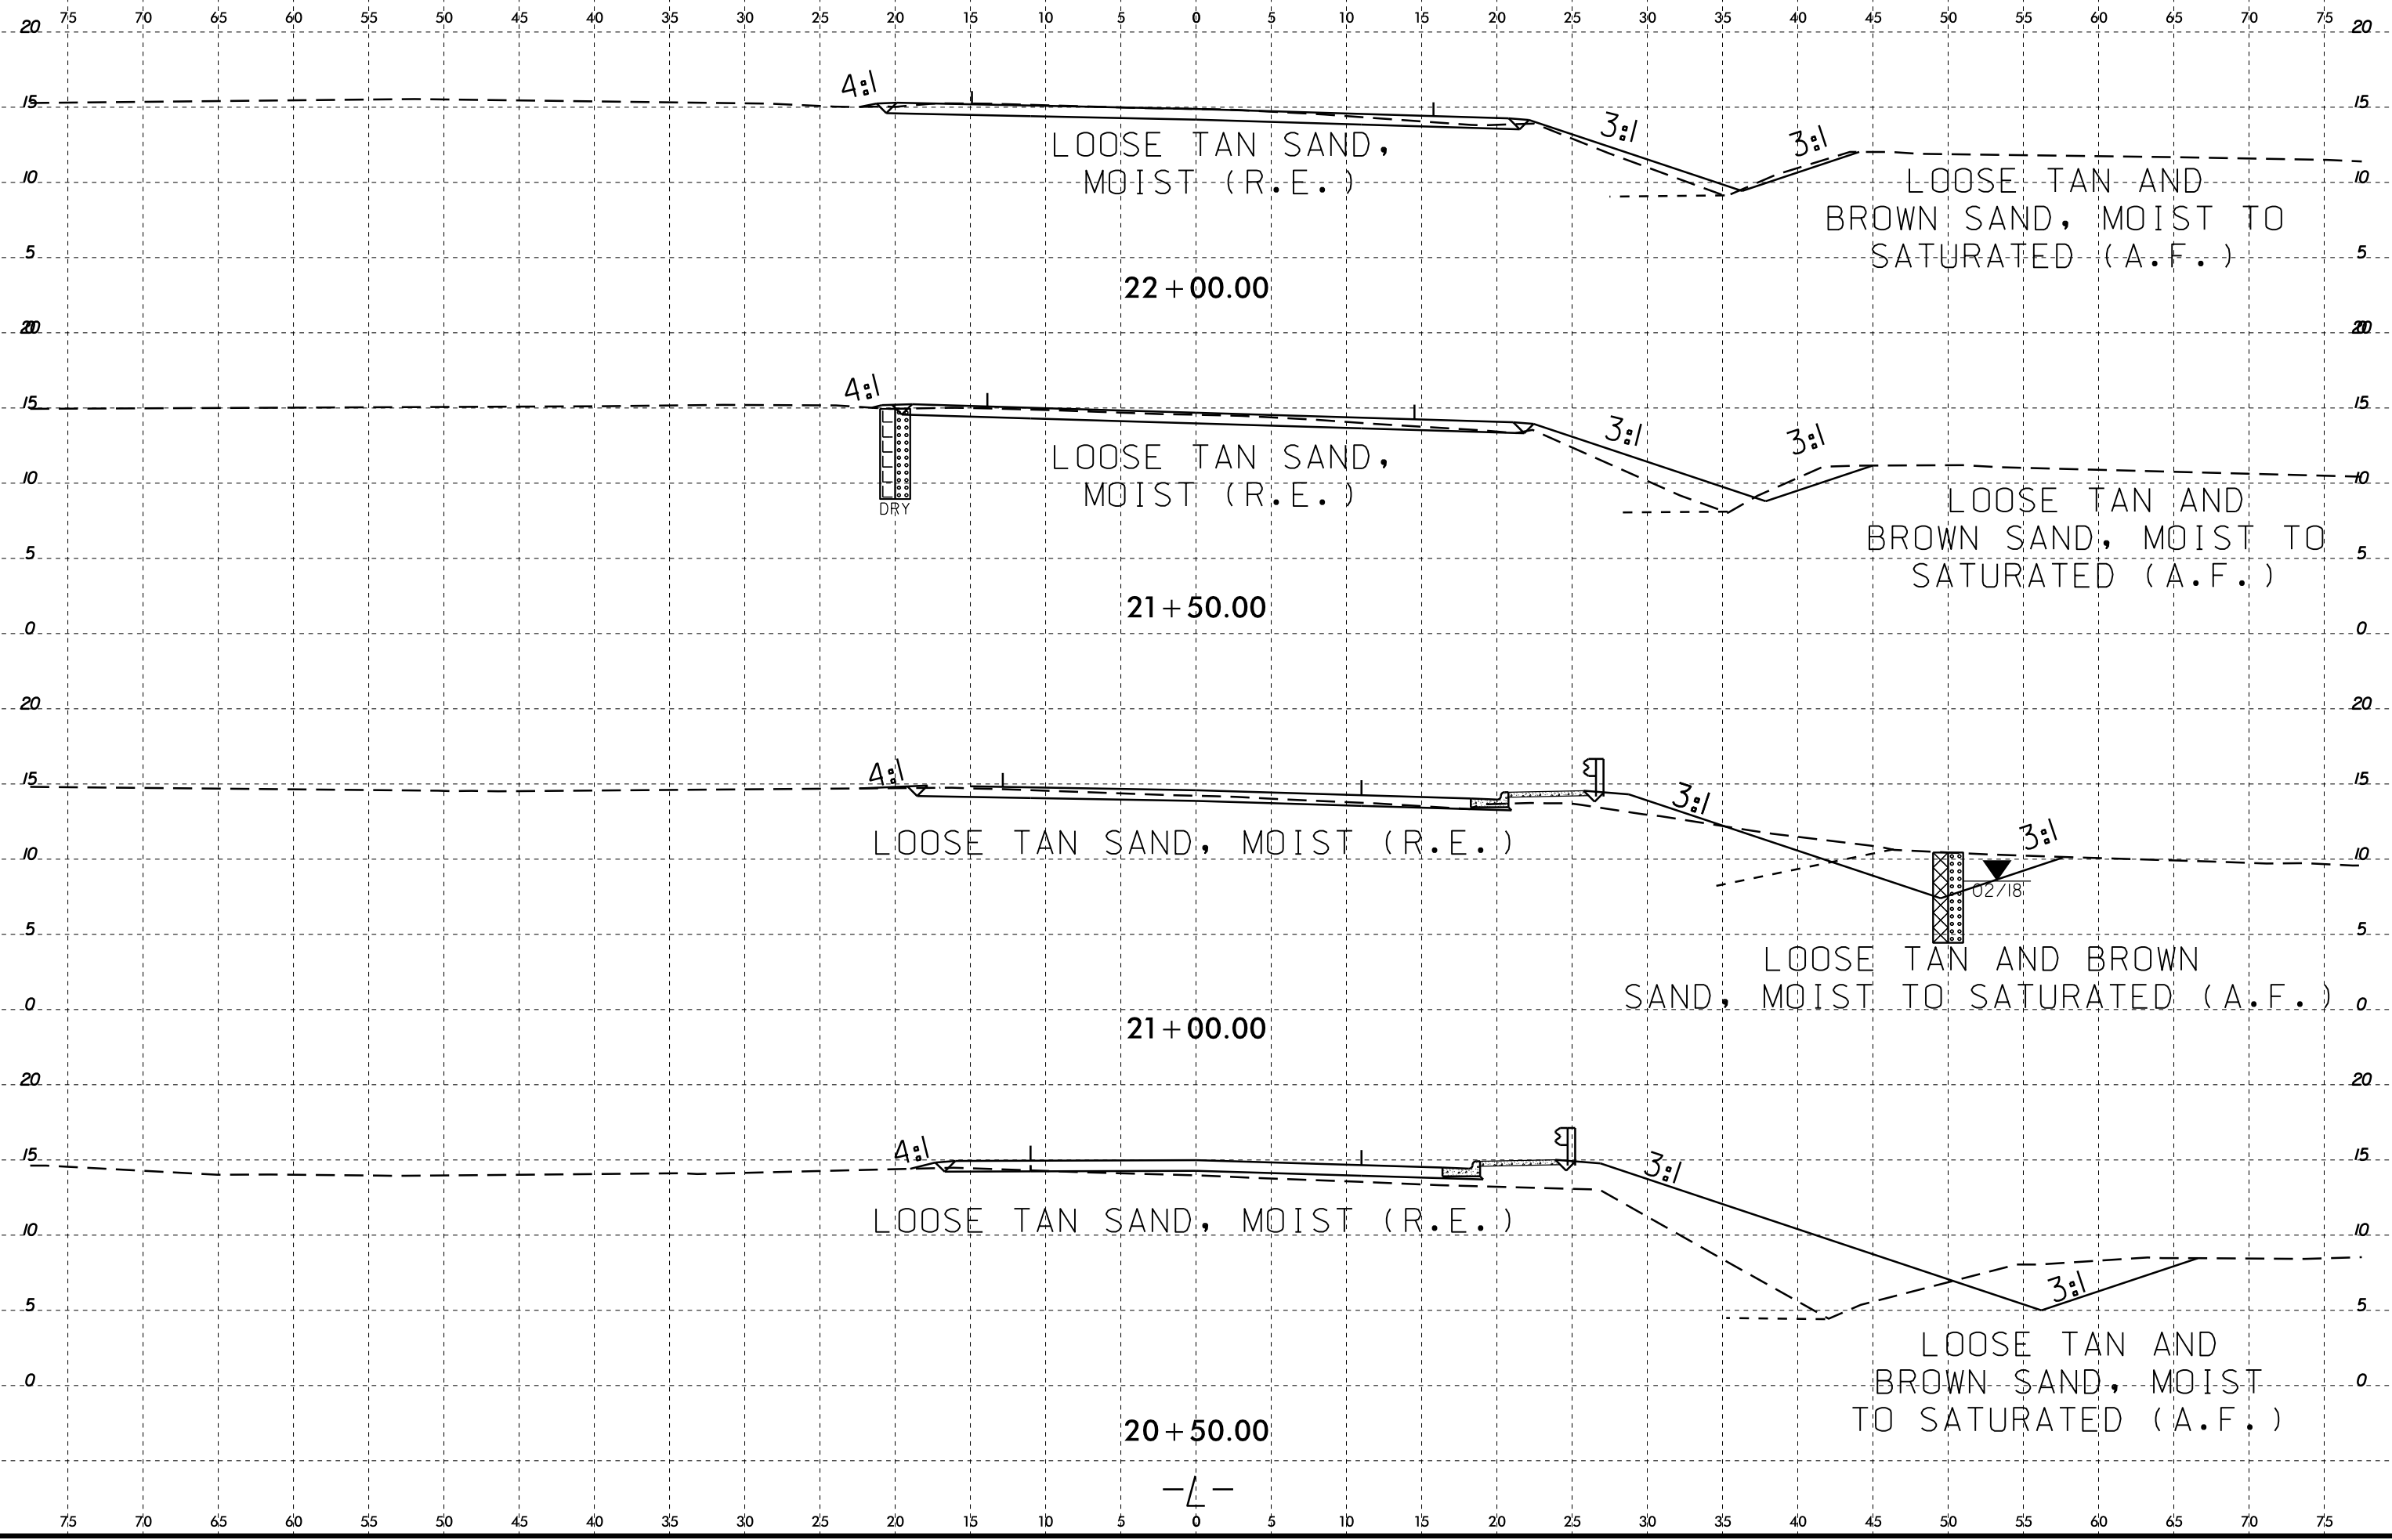 75 70 65 60 55 50 45 40 35 30 25 20 15 10 5 0 5 10 15 20 25 30 35 40 45 50 55 60 65 70 75
20 20
4:1
15 15
3:1 3:1
LOOSE TAN SAND,
MOIST (R.E.)
10 10
LOOSE TAN AND
BROWN SAND, MOIST TO
SATURATED (A.F.)
5 5
22+00.00
20 20
4:1
15 15
3:1 3:1
LOOSE TAN SAND,
MOIST (R.E.)
10 10
DRY
LOOSE TAN AND
BROWN SAND, MOIST TO
SATURATED (A.F.)
5 5
21+50.00
0 0
20 20
4:1
15 15
3:1
LOOSE TAN SAND, MOIST (R.E.)
3:1
10 10
02/18
5 5
LOOSE TAN AND BROWN
SAND, MOIST TO SATURATED (A.F.)
0 0
21+00.00
20 20
4:1
15 15
3:1
LOOSE TAN SAND, MOIST (R.E.)
10 10
3:1
5 5
LOOSE TAN AND
BROWN SAND, MOIST
TO SATURATED (A.F.)
0 0
20+50.00
-L-
75 70 65 60 55 50 45 40 35 30 25 20 15 10 5 0 5 10 15 20 25 30 35 40 45 50 55 60 65 70 75